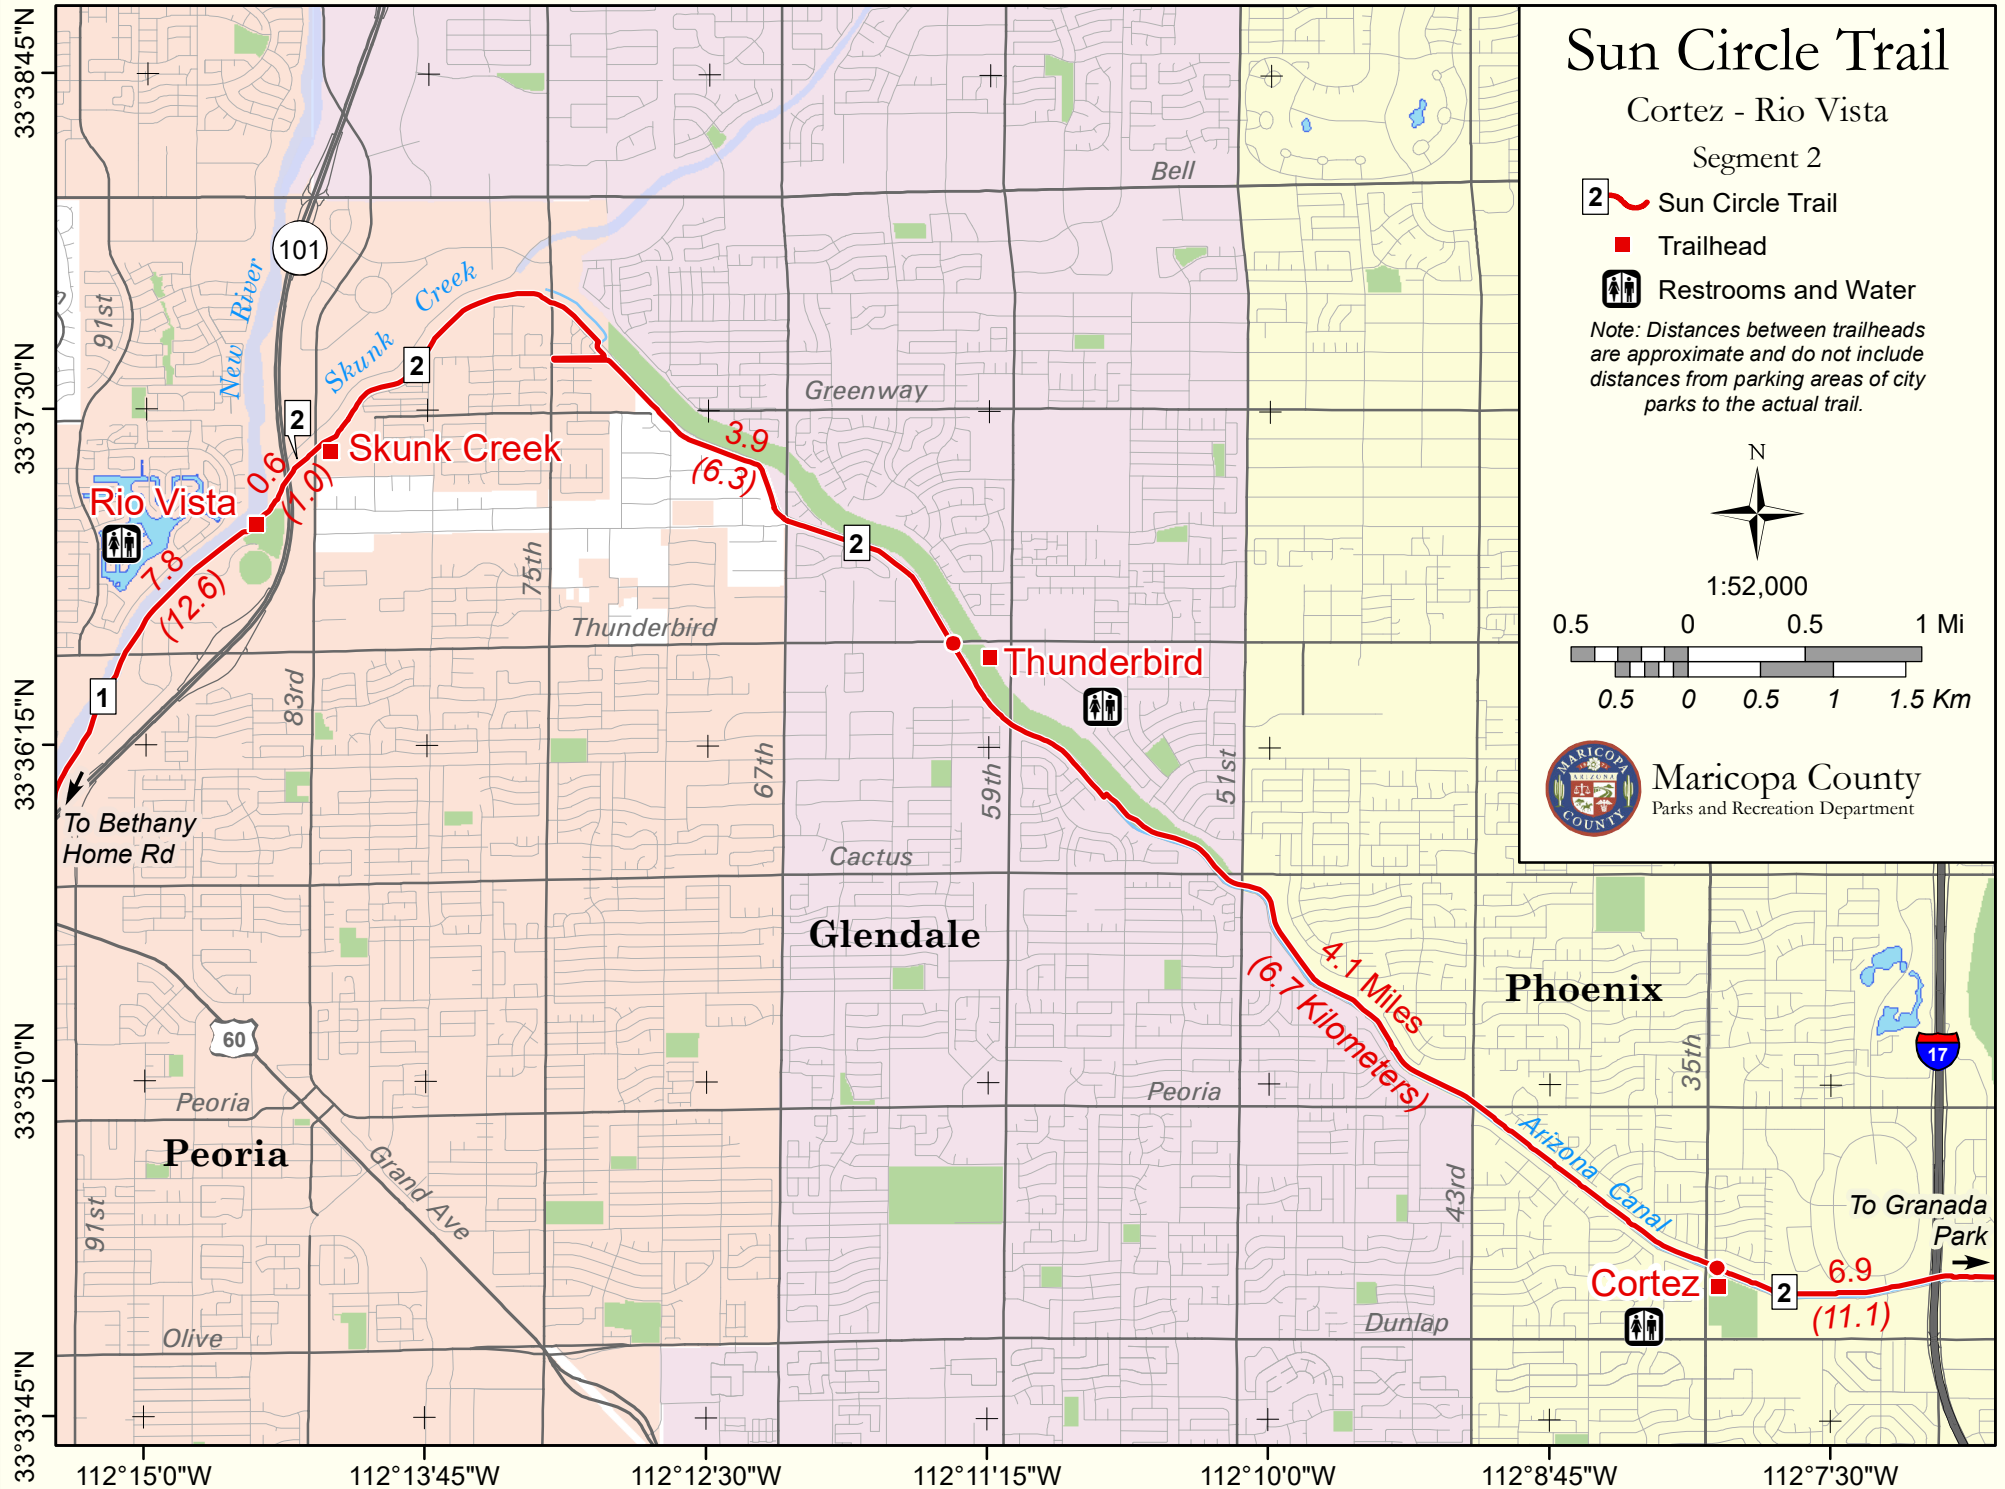 Sun Circle Trail
Cortez - Rio Vista
Segment 2
2 Sun Circle Trail
Trailhead
Restrooms and Water
Note: Distances between trailheads
are approximate and do not include
distances from parking areas of city
parks to the actual trail.
N
1:52,000
0.5 0 0.5 1 Mi
0.5 0 0.5 1 1.5 Km
MARICOPA
ARIZONA
COUNTY
Maricopa County
Parks and Recreation Department
33°38'45"N
33°37'30"N
33°36'15"N
33°35'0"N
33°33'45"N
112°15'0"W
112°13'45"W
112°12'30"W
112°11'15"W
112°10'0"W
112°8'45"W
112°7'30"W
Bell
101
91st
New River
Skunk Creek
2
2
Greenway
Skunk Creek
3.9
(6.3)
0.6
(1.0)
Rio Vista
7.8
(12.6)
75th
2
Thunderbird
Thunderbird
1
83rd
67th
59th
51st
To Bethany
Home Rd
Cactus
Glendale
4.1 Miles
(6.7 Kilometers)
Phoenix
60
17
35th
Peoria
Peoria
Peoria
Grand Ave
91st
43rd
Arizona Canal
To Granada
Park
Cortez
2
6.9
(11.1)
Olive
Dunlap